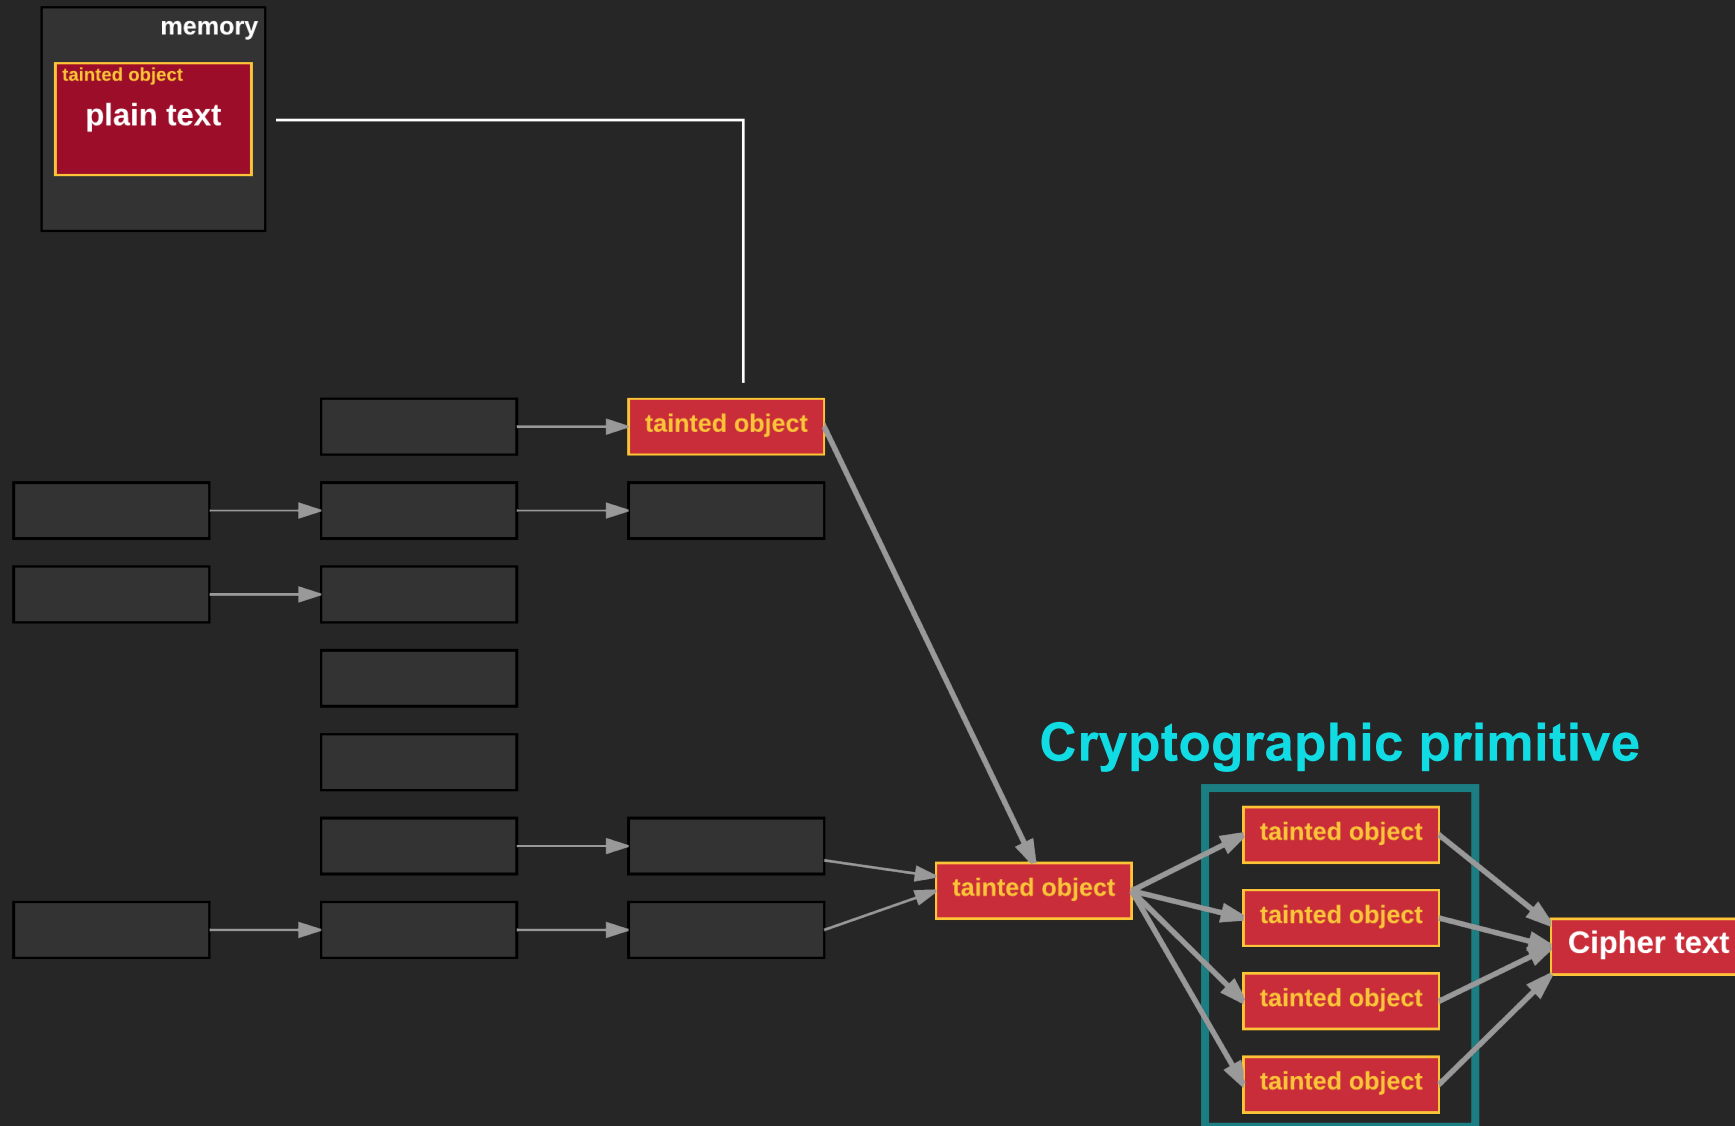 memory
tainted object
plain text
tainted object
Cryptographic primitive
tainted object
tainted object
tainted object
Cipher text
tainted object
tainted object